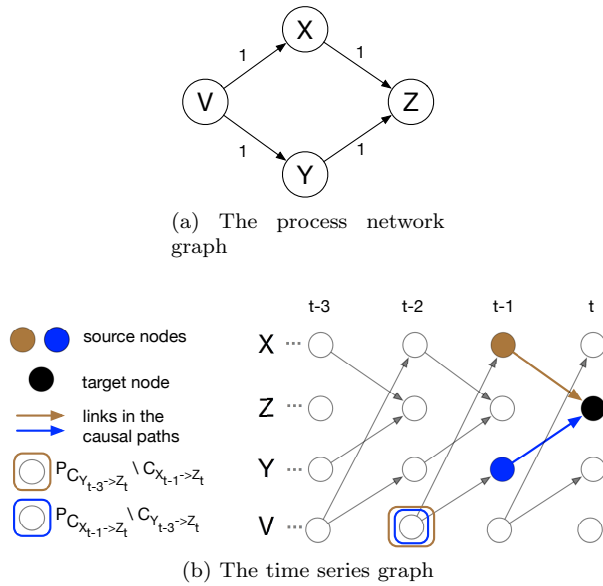 X
1
1
V
Z
1
1
Y
(a) The process network
graph
t-3 t-2 t-1 t
source nodes
X ...
target node
Z ...
links in the
causal paths
Y ...
P_{C_{Y_{t-3}->Z_t}} \ C_{X_{t-1}->Z_t}
P_{C_{X_{t-1}->Z_t}} \ C_{Y_{t-3}->Z_t}
V ...
(b) The time series graph